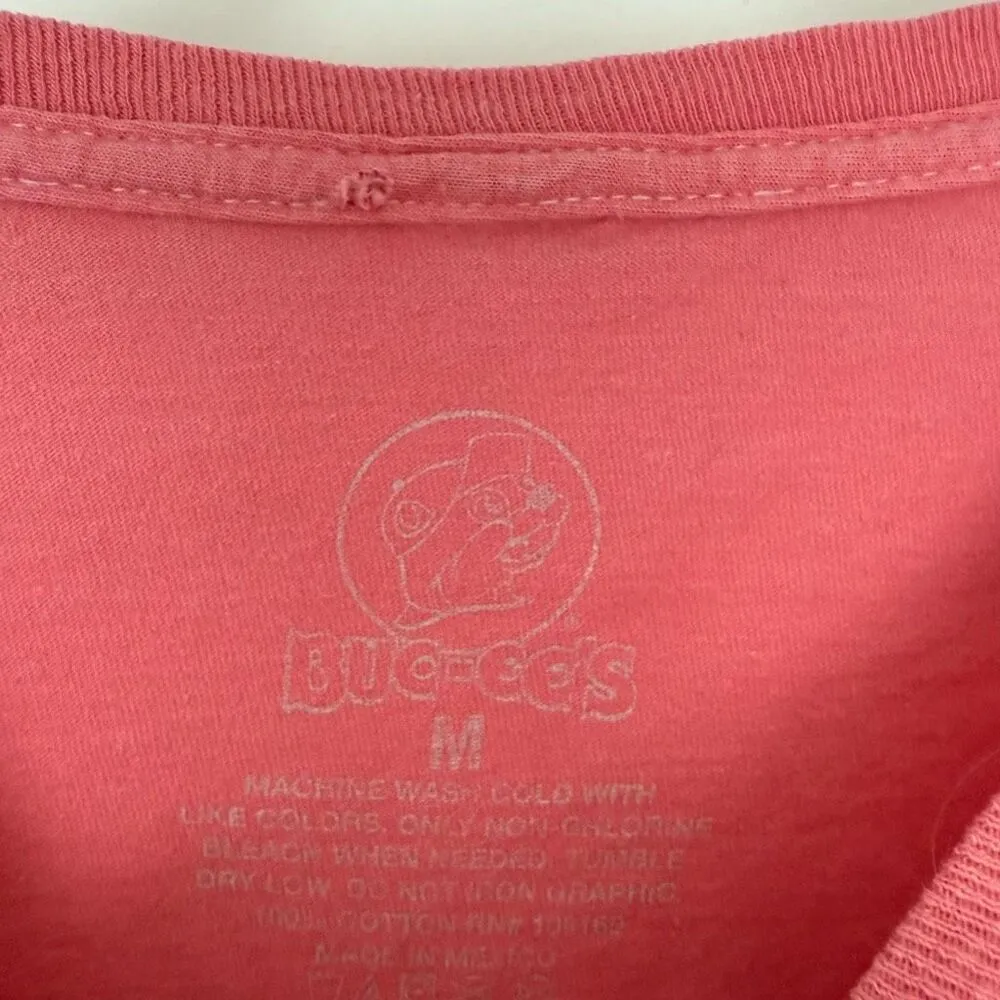 BUC-EE'S
M
MACHINE WASH COLD WITH
LIKE COLORS, ONLY NON-CHLORINE
BLEACH WHEN NEEDED, TUMBLE
DRY LOW, DO NOT IRON GRAPHIC
100% COTTON RN#
MADE IN MEXICO